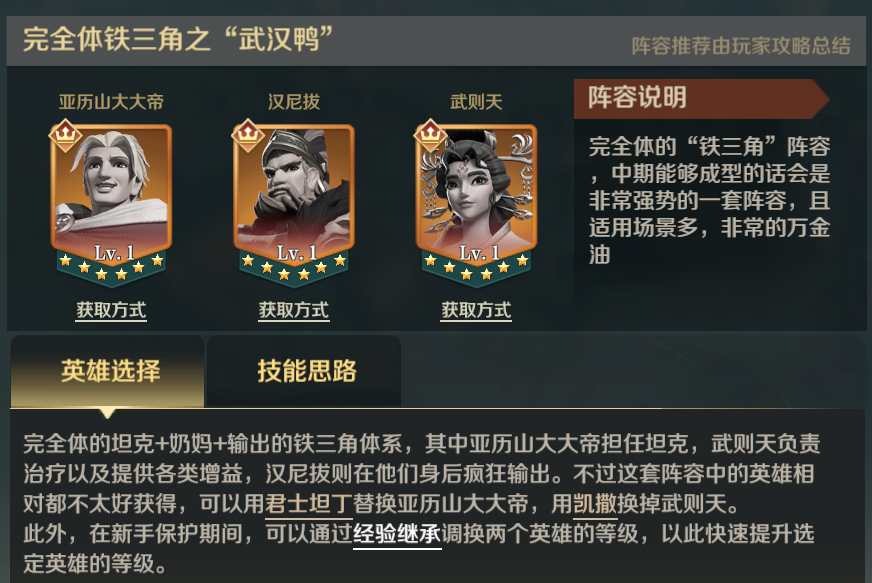 完全体铁三角之“武汉鸭”
阵容推荐由玩家攻略总结
亚历山大大帝
汉尼拔
武则天
Lv.1
Lv.1
Lv.1
获取方式
获取方式
获取方式
阵容说明
完全体的“铁三角”阵容
，中期能够成型的话会是
非常强势的一套阵容，且
适用场景多，非常的万金
油
英雄选择
技能思路
完全体的坦克+奶妈+输出的铁三角体系，其中亚历山大大帝担任坦克，武则天负责
治疗以及提供各类增益，汉尼拔则在他们身后疯狂输出。不过这套阵容中的英雄相
对都不太好获得，可以用君士坦丁替换亚历山大大帝，用凯撒换掉武则天。
此外，在新手保护期间，可以通过经验继承调换两个英雄的等级，以此快速提升选
定英雄的等级。